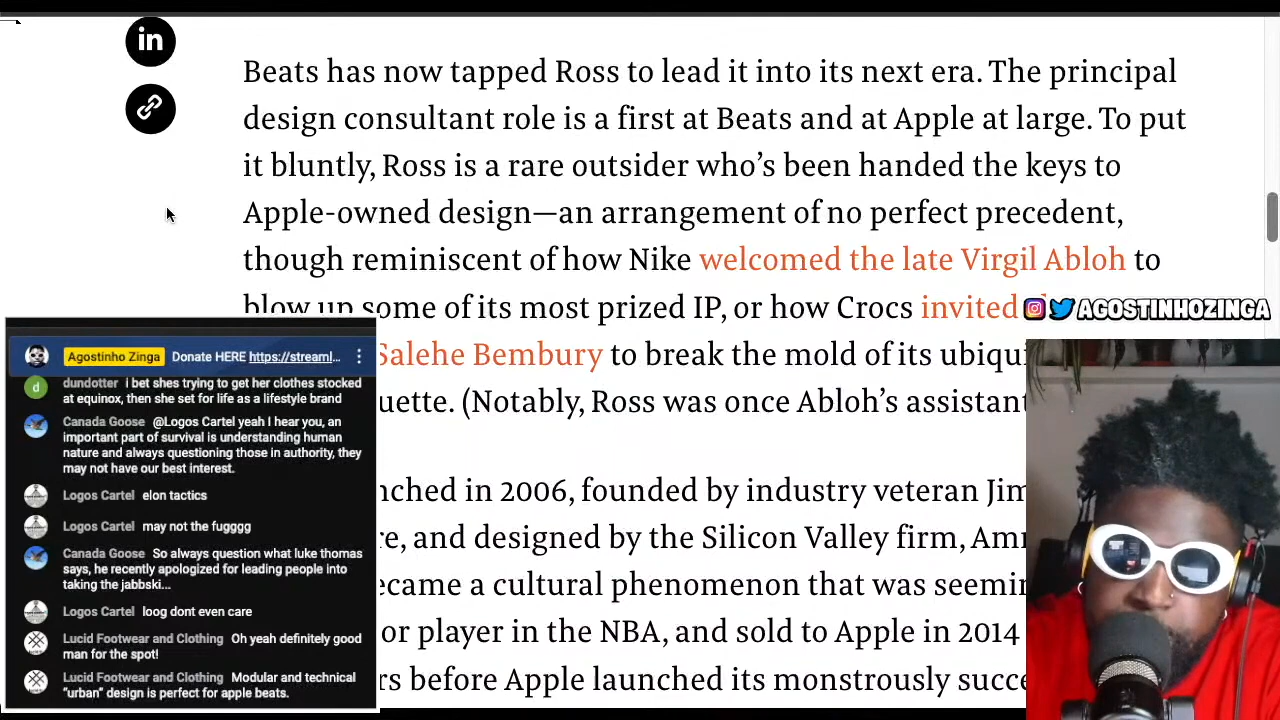 in
Beats has now tapped Ross to lead it into its next era. The principal
design consultant role is a first at Beats and at Apple at large. To put
it bluntly, Ross is a rare outsider who’s been handed the keys to
Apple-owned design—an arrangement of no perfect precedent,
though reminiscent of how Nike welcomed the late Virgil Abloh to
blow up some of its most prized IP, or how Crocs invited
Salehe Bembury to break the mold of its
uette. (Notably, Ross was once Abloh’s assistant
nched in 2006, founded by industry veteran
and designed by the Silicon Valley firm,
ecame a cultural phenomenon that was
or player in the NBA, and sold to Apple in 2014
before Apple launched its monstrously
AGOSTINHOZINGA
Agostinho Zinga Donate HERE https://streaml...
d
dundotter i bet shes trying to get her clothes stocked
at equinox, then she set for life as a lifestyle brand
Canada Goose @Logos Cartel yeah I hear you, an
important part of survival is understanding human
nature and always questioning those in authority, they
may not have our best interest.
Logos Cartel elon tactics
Logos Cartel may not the fugggg
Canada Goose So always question what luke thomas
says, he recently apologized for leading people into
taking the jabbski...
Logos Cartel loog dont even care
Lucid Footwear and Clothing Oh yeah definitely good
man for the spot!
Lucid Footwear and Clothing Modular and technical
“urban” design is perfect for apple beats.